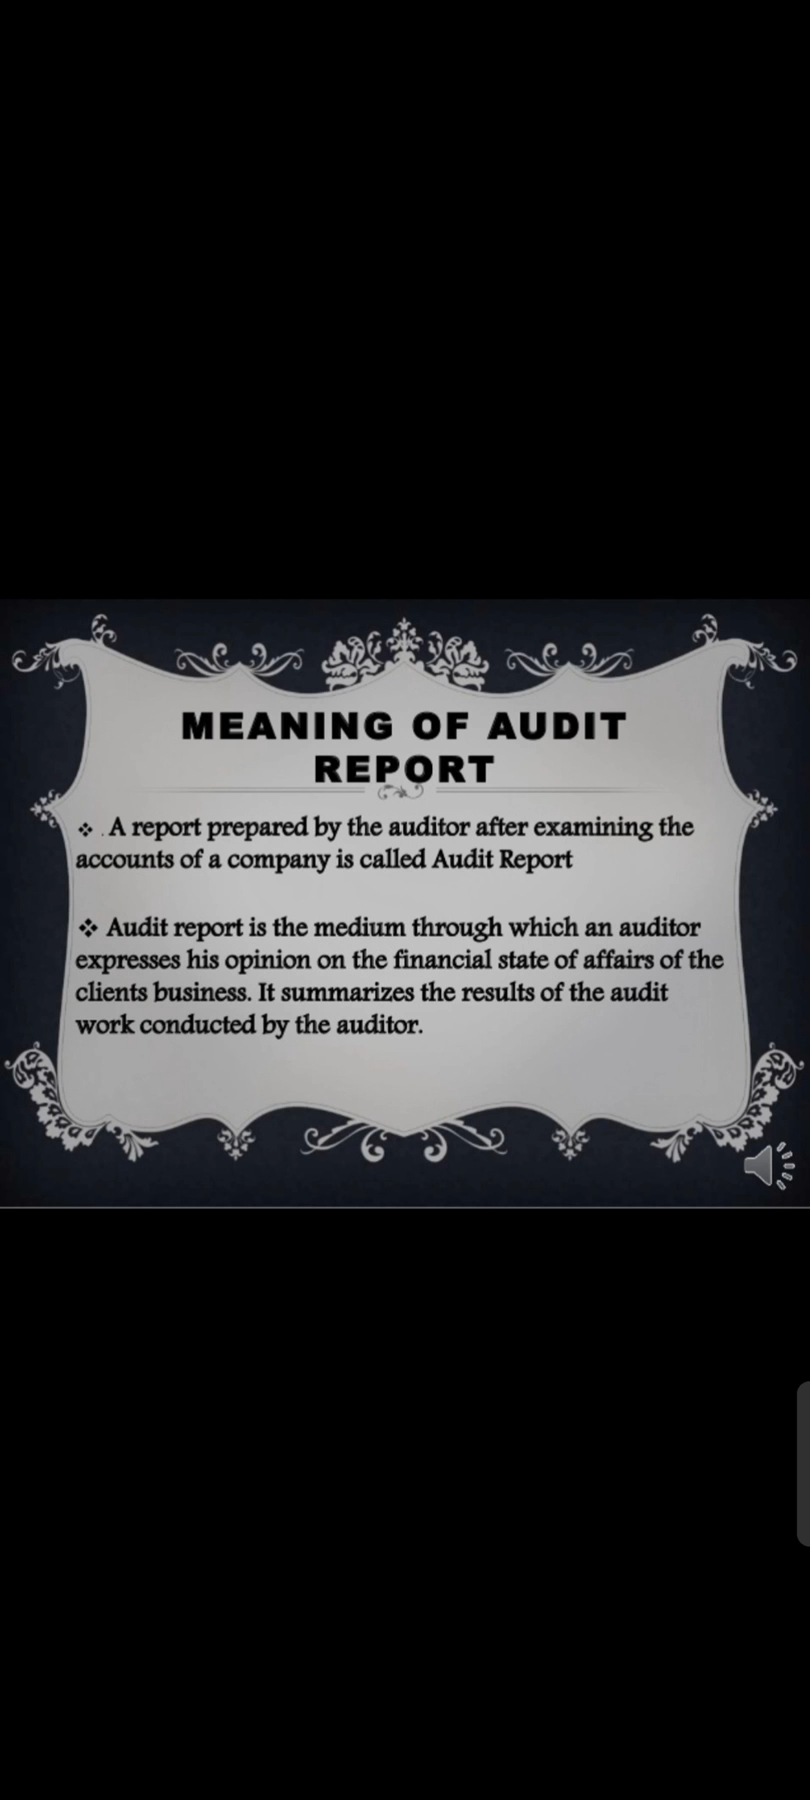 MEANING OF AUDIT
REPORT
❖ . A report prepared by the auditor after examining the
accounts of a company is called Audit Report
❖ Audit report is the medium through which an auditor
expresses his opinion on the financial state of affairs of the
clients business. It summarizes the results of the audit
work conducted by the auditor.